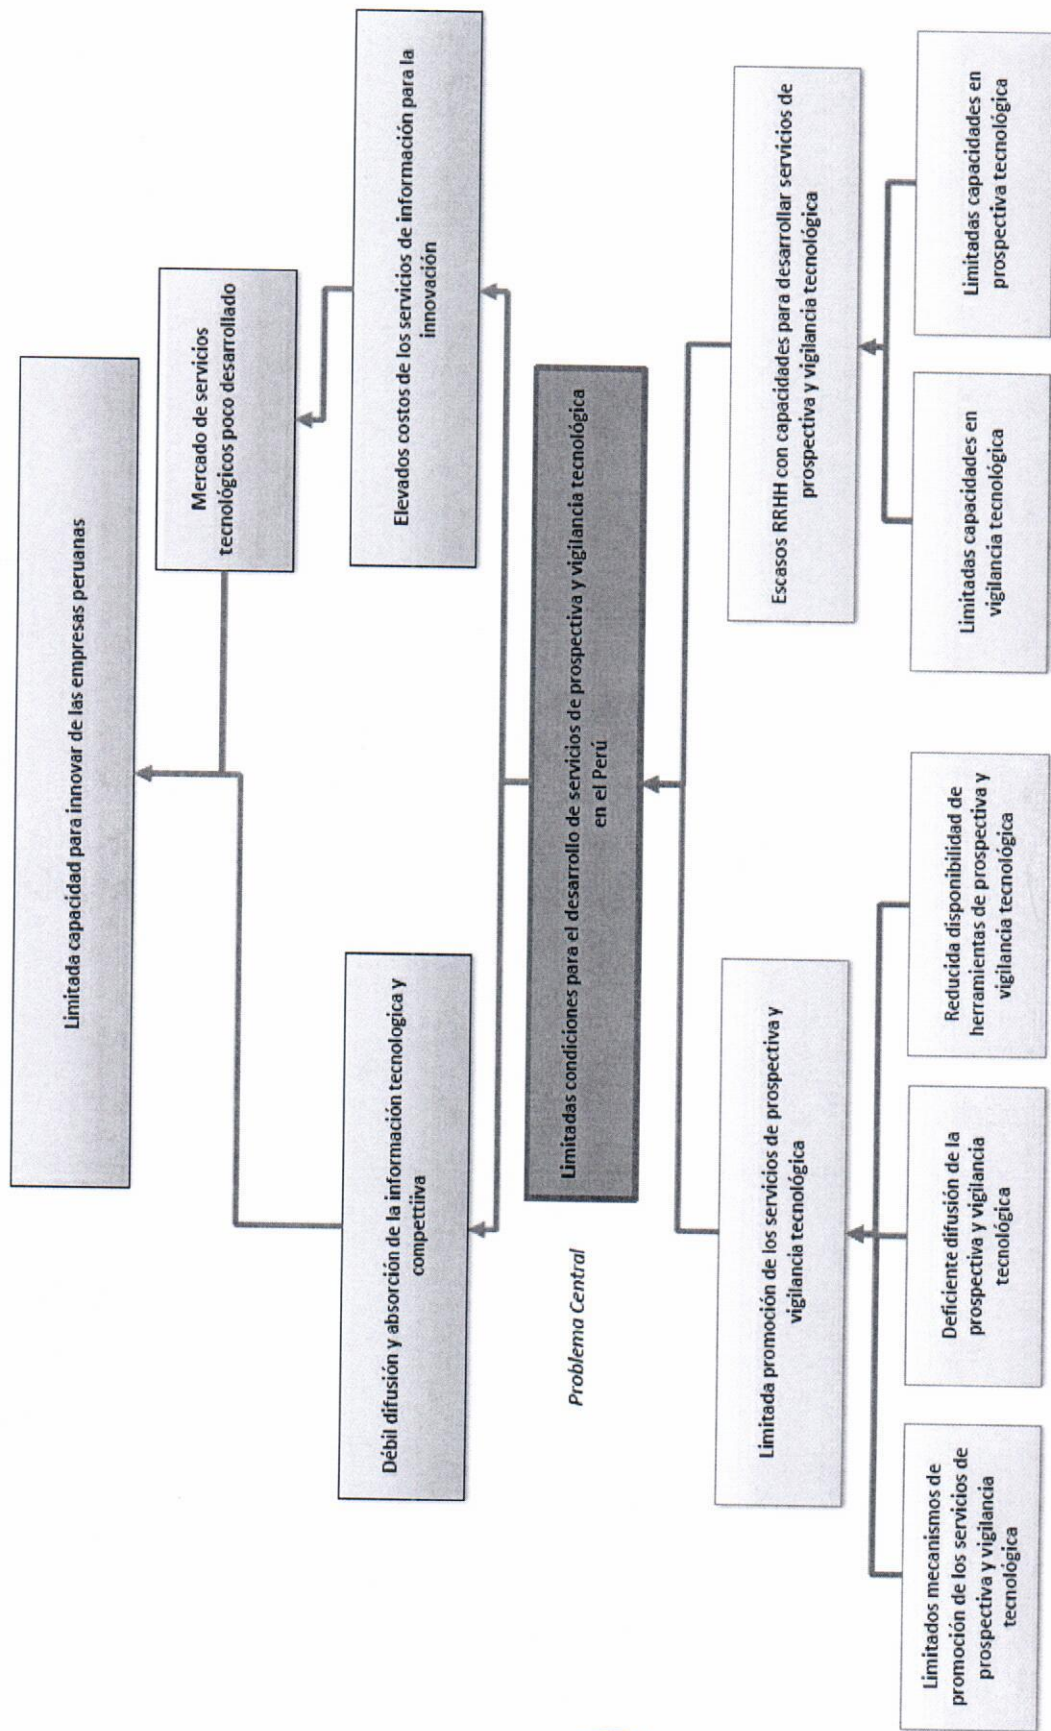 Limitada capacidad para innovar de las empresas peruanas
Mercado de servicios
tecnológicos poco desarrollado
Débil difusión y absorción de la información tecnologica y
compettiiva
Elevados costos de los servicios de información para la
innovación
Problema Central
Limitadas condiciones para el desarrollo de servicios de prospectiva y vigilancia tecnológica
en el Perú
Limitada promoción de los servicios de prospectiva y
vigilancia tecnológica
Escasos RRHH con capacidades para desarrollar servicios de
prospectiva y vigilancia tecnológica
Limitados mecanismos de
promoción de los servicios de
prospectiva y vigilancia
tecnológica
Deficiente difusión de la
prospectiva y vigilancia
tecnológica
Reducida disponibilidad de
herramientas de prospectiva y
vigilancia tecnológica
Limitadas capacidades en
vigilancia tecnológica
Limitadas capacidades en
prospectiva tecnológica